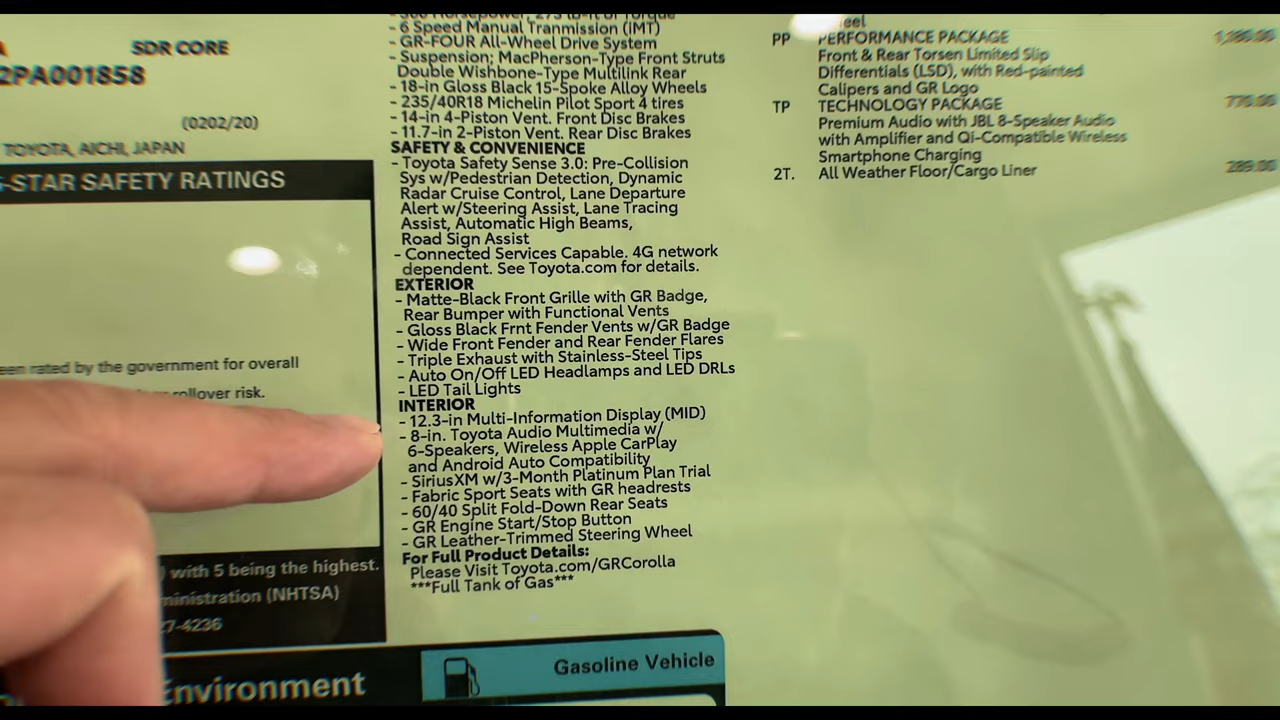 SDR CORE
2PA001858
(0202/20)
TOYOTA, AICHI, JAPAN
5-STAR SAFETY RATINGS
een rated by the government for overall
rollover risk.
) with 5 being the highest.
ministration (NHTSA)
7-4236
Environment
- 6 Speed Manual Tranmission (iMT)
- GR-FOUR All-Wheel Drive System
- Suspension; MacPherson-Type Front Struts
Double Wishbone-Type Multilink Rear
- 18-in Gloss Black 15-Spoke Alloy Wheels
- 235/40R18 Michelin Pilot Sport 4 tires
- 14-in 4-Piston Vent. Front Disc Brakes
- 11.7-in 2-Piston Vent. Rear Disc Brakes
SAFETY & CONVENIENCE
- Toyota Safety Sense 3.0: Pre-Collision
Sys w/Pedestrian Detection, Dynamic
Radar Cruise Control, Lane Departure
Alert w/Steering Assist, Lane Tracing
Assist, Automatic High Beams,
Road Sign Assist
- Connected Services Capable. 4G network
dependent. See Toyota.com for details.
EXTERIOR
- Matte-Black Front Grille with GR Badge,
Rear Bumper with Functional Vents
- Gloss Black Frnt Fender Vents w/GR Badge
- Wide Front Fender and Rear Fender Flares
- Triple Exhaust with Stainless-Steel Tips
- Auto On/Off LED Headlamps and LED DRLs
- LED Tail Lights
INTERIOR
- 12.3-in Multi-Information Display (MID)
- 8-in. Toyota Audio Multimedia w/
6-Speakers, Wireless Apple CarPlay
and Android Auto Compatibility
- SiriusXM w/3-Month Platinum Plan Trial
- Fabric Sport Seats with GR headrests
- 60/40 Split Fold-Down Rear Seats
- GR Engine Start/Stop Button
- GR Leather-Trimmed Steering Wheel
For Full Product Details:
Please Visit Toyota.com/GRCorolla
***Full Tank of Gas***
Gasoline Vehicle
PP PERFORMANCE PACKAGE
Front & Rear Torsen Limited Slip
Differentials (LSD), with Red-painted
Calipers and GR Logo
TP TECHNOLOGY PACKAGE 770.00
Premium Audio with JBL 8-Speaker Audio
with Amplifier and Qi-Compatible Wireless
Smartphone Charging
2T. All Weather Floor/Cargo Liner 289.00